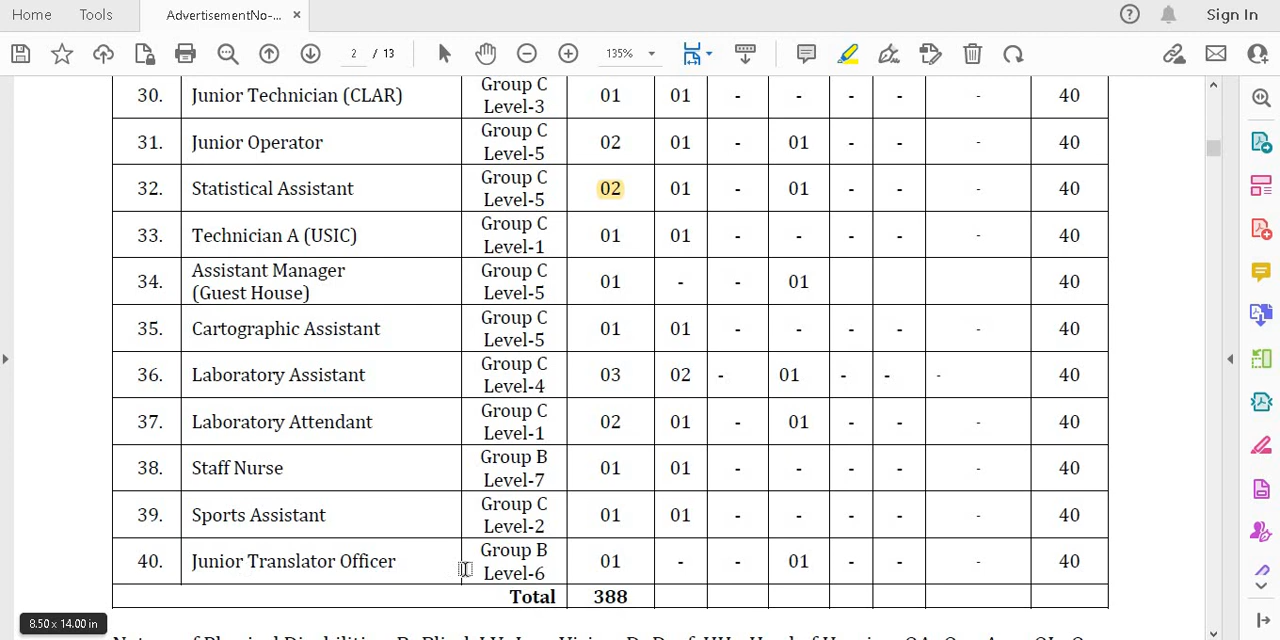 Home Tools AdvertisementNo-... × Sign In
2 / 13 135%
30. Junior Technician (CLAR) Group C Level-3 01 01 - - - - - 40
31. Junior Operator Group C Level-5 02 01 - 01 - - - 40
32. Statistical Assistant Group C Level-5 02 01 - 01 - - - 40
33. Technician A (USIC) Group C Level-1 01 01 - - - - - 40
34. Assistant Manager (Guest House) Group C Level-5 01 - - 01 40
35. Cartographic Assistant Group C Level-5 01 01 - - - - - 40
36. Laboratory Assistant Group C Level-4 03 02 - 01 - - - 40
37. Laboratory Attendant Group C Level-1 02 01 - 01 - - - 40
38. Staff Nurse Group B Level-7 01 01 - - - - - 40
39. Sports Assistant Group C Level-2 01 01 - - - - - 40
40. Junior Translator Officer Group B Level-6 01 - - 01 - - - 40
Total 388
8.50 x 14.00 in